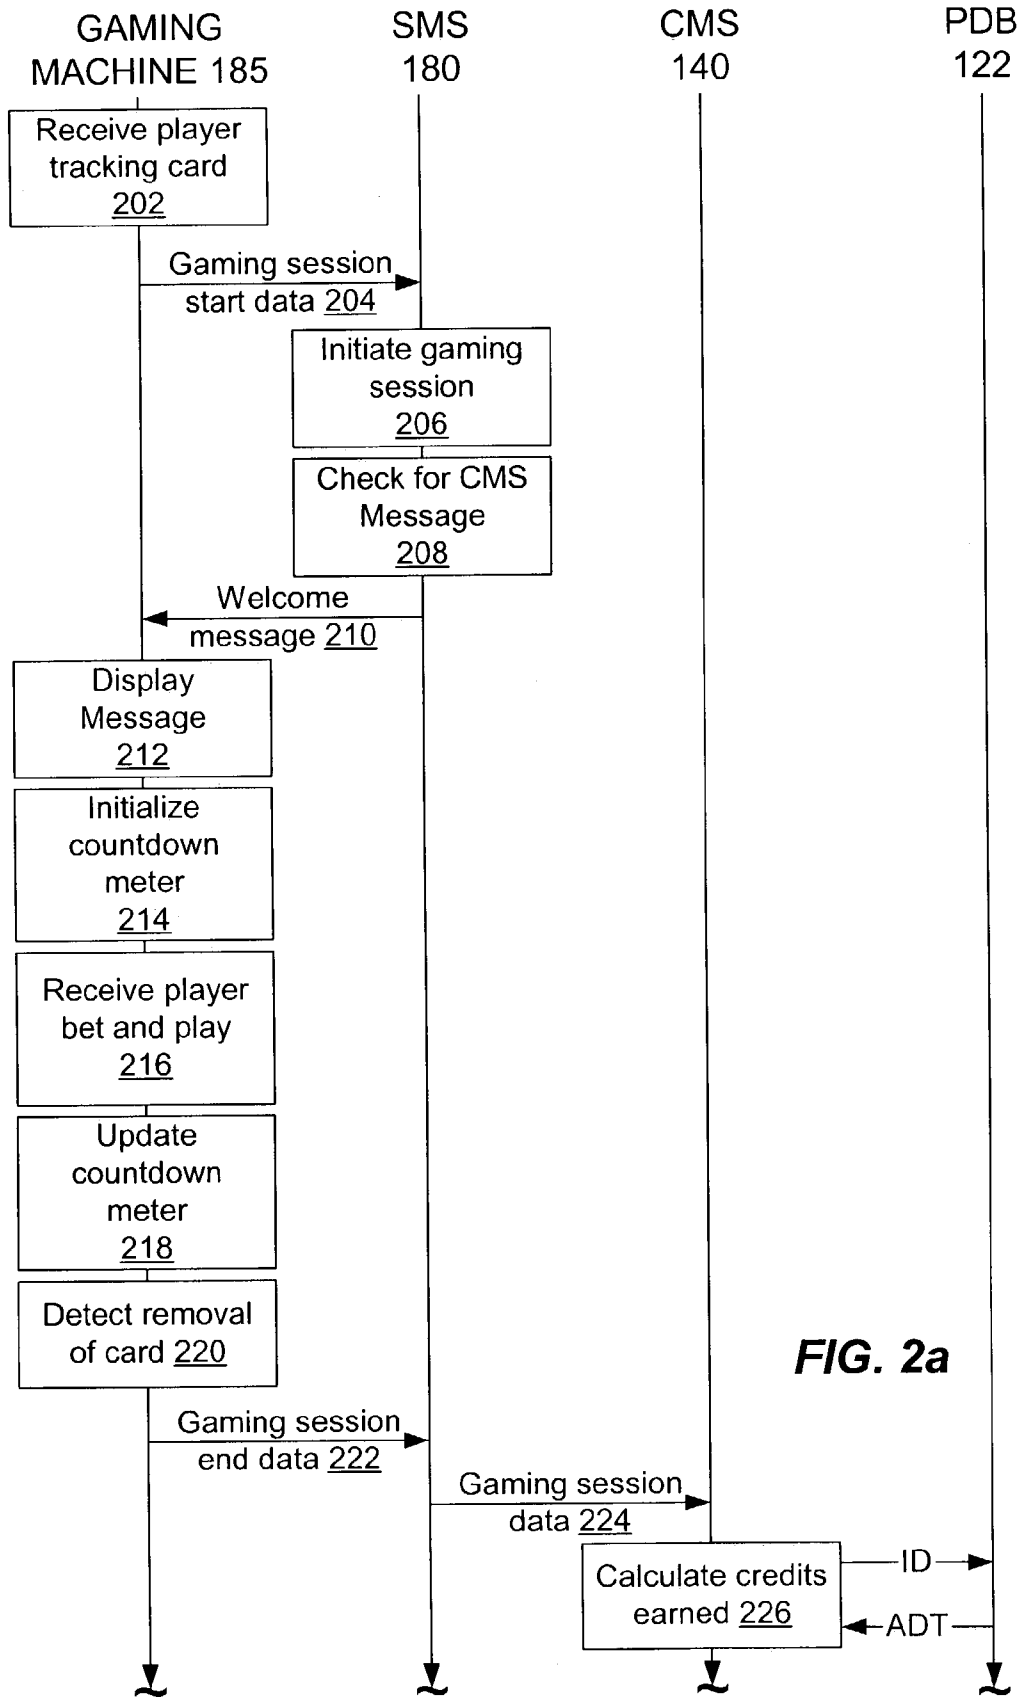 GAMING
MACHINE 185
SMS
180
CMS
140
PDB
122
Receive player
tracking card
202
Gaming session
start data 204
Initiate gaming
session
206
Check for CMS
Message
208
Welcome
message 210
Display
Message
212
Initialize
countdown
meter
214
Receive player
bet and play
216
Update
countdown
meter
218
Detect removal
of card 220
FIG. 2a
Gaming session
end data 222
Gaming session
data 224
Calculate credits
earned 226
ID
ADT